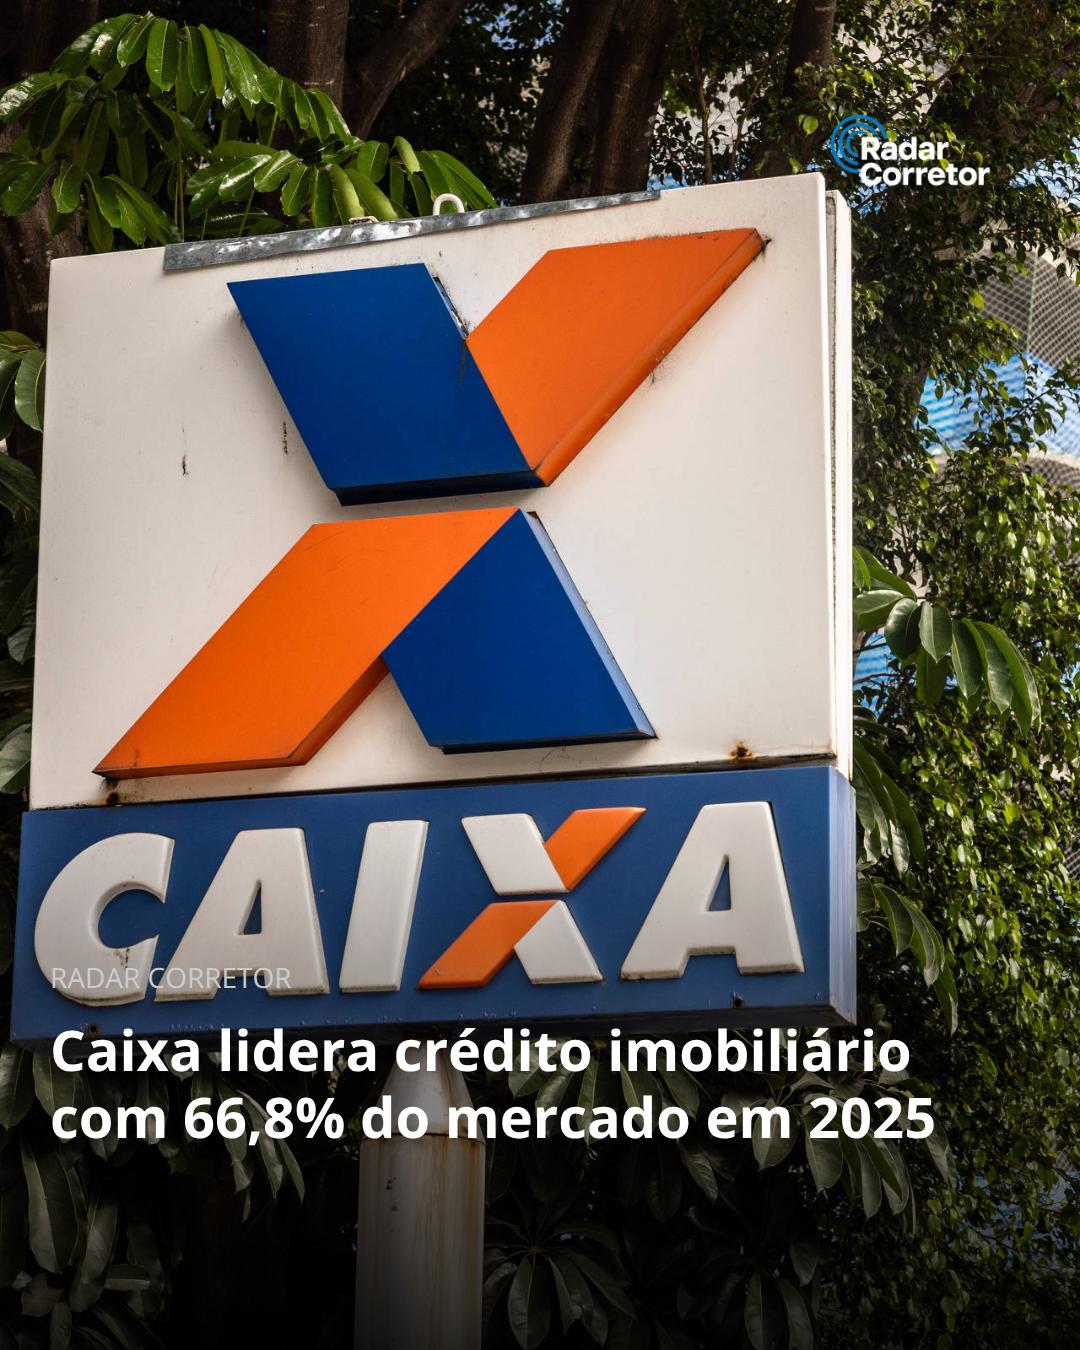 Radar
Corretor
CAIXA
RADAR CORRETOR
Caixa lidera crédito imobiliário
com 66,8% do mercado em 2025